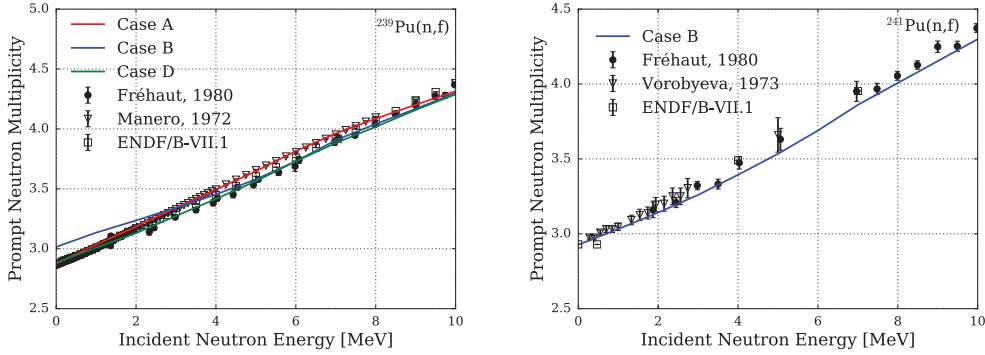 5.0
4.5
4.0
3.5
3.0
2.5
0 2 4 6 8 10
Prompt Neutron Multiplicity
Incident Neutron Energy [MeV]
²³⁹Pu(n,f)
Case A
Case B
Case D
Fréhaut, 1980
Manero, 1972
ENDF/B-VII.1
4.5
4.0
3.5
3.0
2.5
0 2 4 6 8 10
Prompt Neutron Multiplicity
Incident Neutron Energy [MeV]
²⁴¹Pu(n,f)
Case B
Fréhaut, 1980
Vorobyeva, 1973
ENDF/B-VII.1